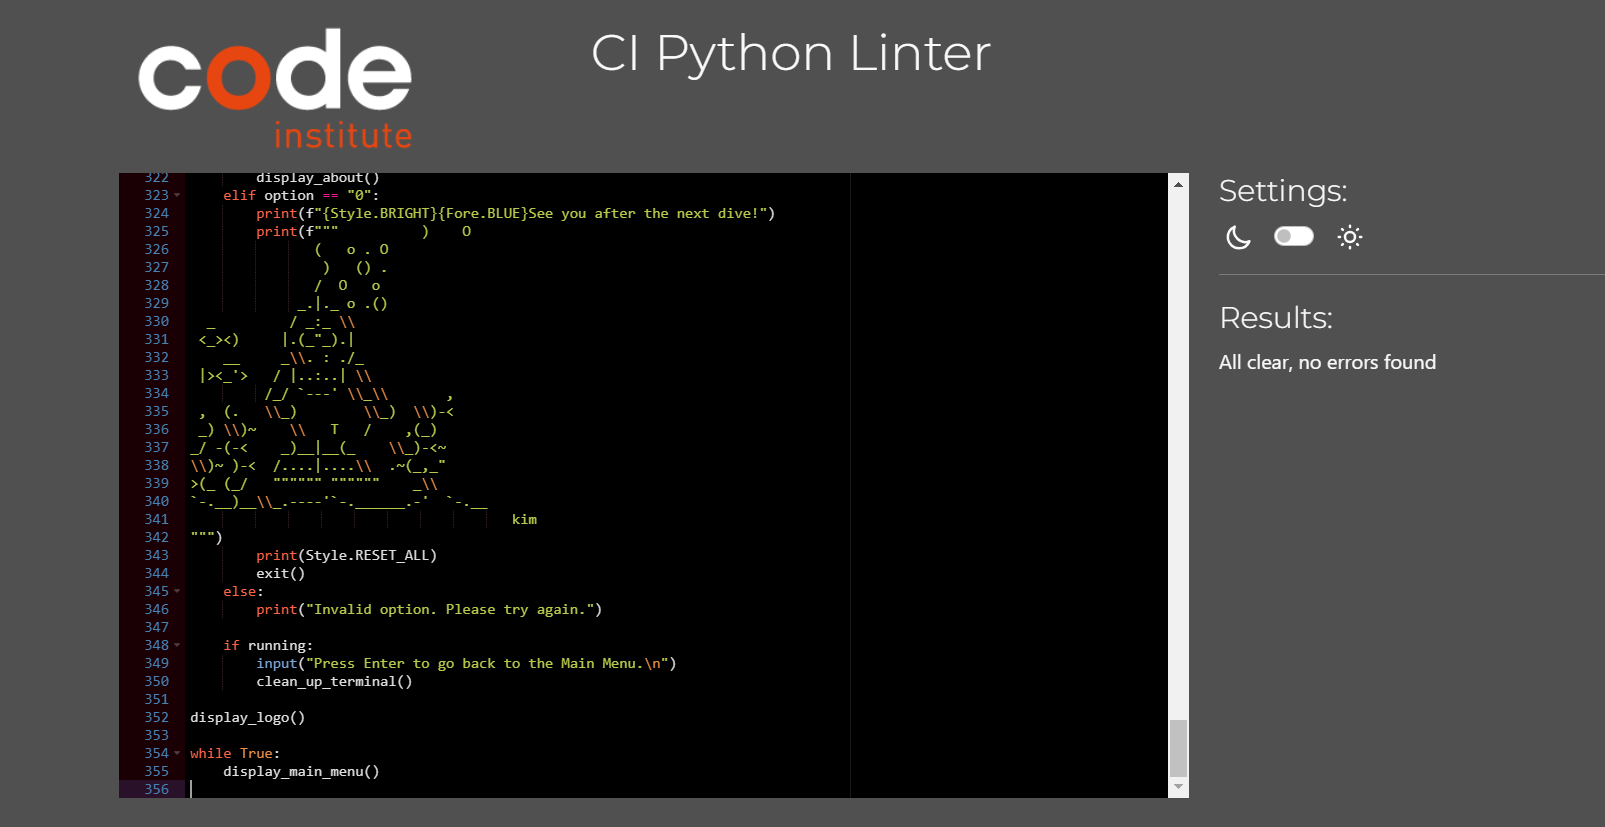 code
institute
CI Python Linter
322         display_about()
323     elif option == "0":
324         print(f"{Style.BRIGHT}{Fore.BLUE}See you after the next dive!")
325         print(f"""          )    O
326                (   o . O
327                 )   () .
328                /  O   o
329              _.|._ o .()
330   _         / _:_ \\
331  <_><)     |.(_"_).|
332     __     _\\. : ./_
333  |><_'>   / |..:..| \\
334          /_/ `---' \\_\\       ,
335  ,  (.   \\_)        \\_)  \\)-<
336  _) \\)~    \\   T   /    ,(_)
337 _/ -(-<    _)__|__(_    \\_)-<~
338 \\)~ )-<  /....|....\\  .~(_,_"
339 >(_ (_/   """""" """"""    _\\
340 `-.__)__\\_.----'`-.______.-'  `-.__
341                                        kim
342 """)
343         print(Style.RESET_ALL)
344         exit()
345     else:
346         print("Invalid option. Please try again.")
347
348     if running:
349         input("Press Enter to go back to the Main Menu.\n")
350         clean_up_terminal()
351
352 display_logo()
353
354 while True:
355     display_main_menu()
356
Settings:
Results:
All clear, no errors found